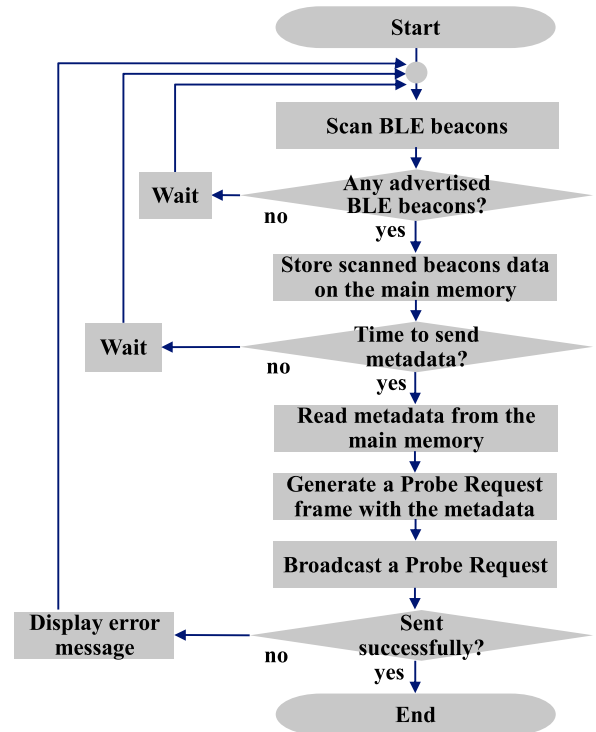 Start
Scan BLE beacons
Any advertised
BLE beacons?
Wait
no
yes
Store scanned beacons data
on the main memory
Time to send
metadata?
Wait
no
yes
Read metadata from the
main memory
Generate a Probe Request
frame with the metadata
Broadcast a Probe Request
Sent
successfully?
Display error
message
no
yes
End